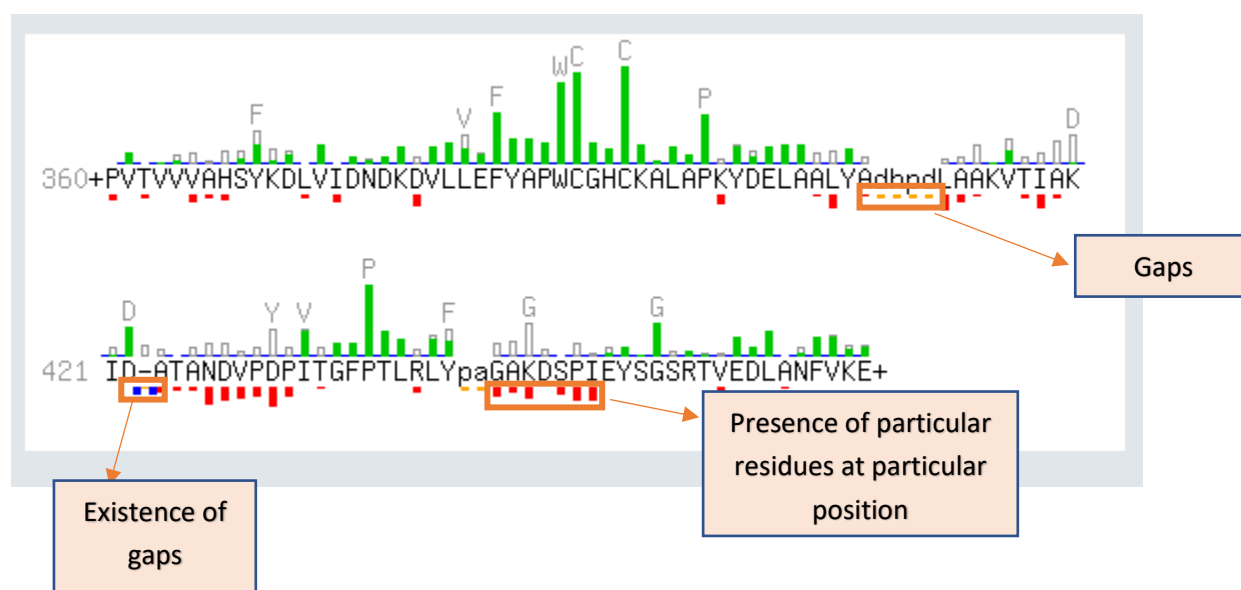 F V F W C C P D
360+PVTVVVAHSYKDLVIDNDKDVLLEFYAPWCGHCKALAPKYDELAALYAdhpdLAAKVTIAK
Gaps
D Y V P F G G
421 ID-ATANDVPDPITGFPTLRLYpaGAKDSPIEYSGSRTVEDLANFVKE+
Presence of particular
residues at particular
position
Existence of
gaps